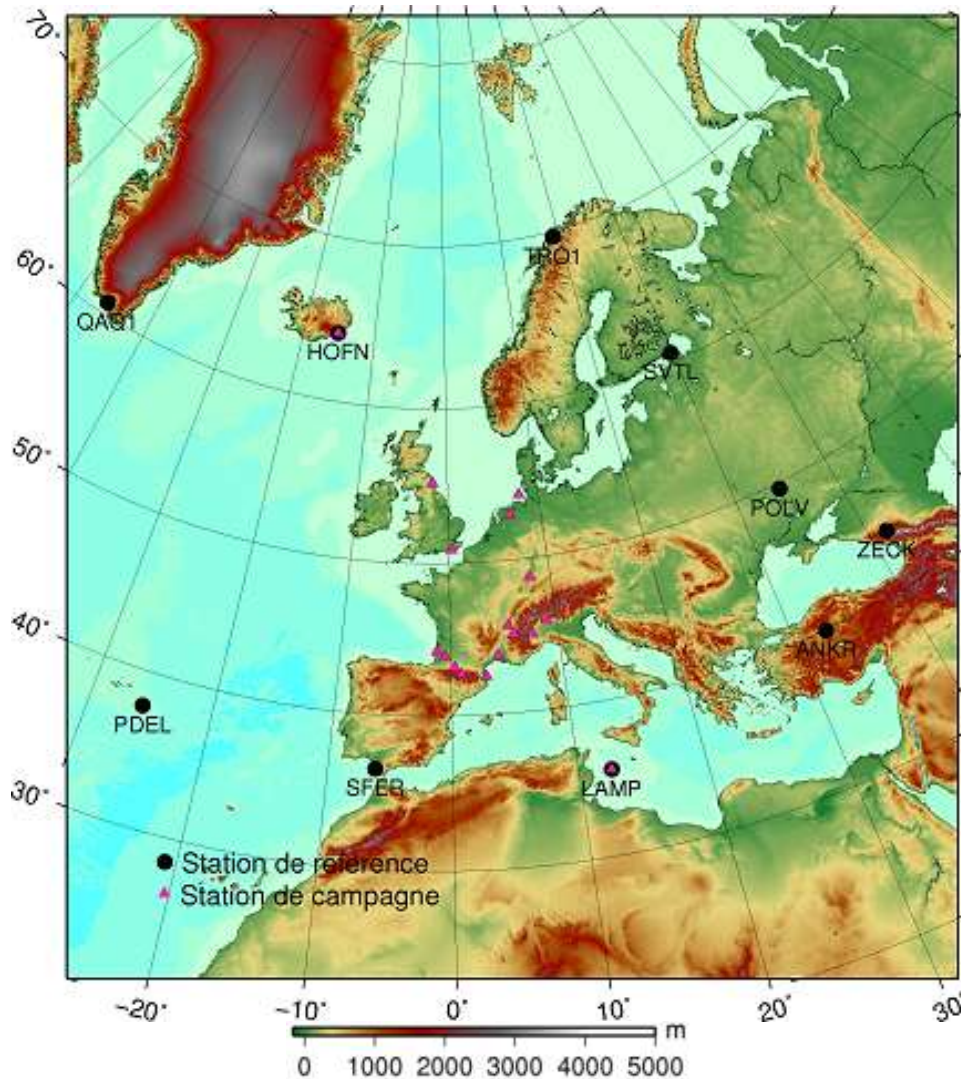 70°
60°
50°
40°
30°
TRO1
QAQ1
HOFN
SVTL
POLV
ZECK
ANKR
PDEL
SFER
LAMP
Station de référence
Station de campagne
−20°
−10°
0°
10°
20°
30°
m
0 1000 2000 3000 4000 5000